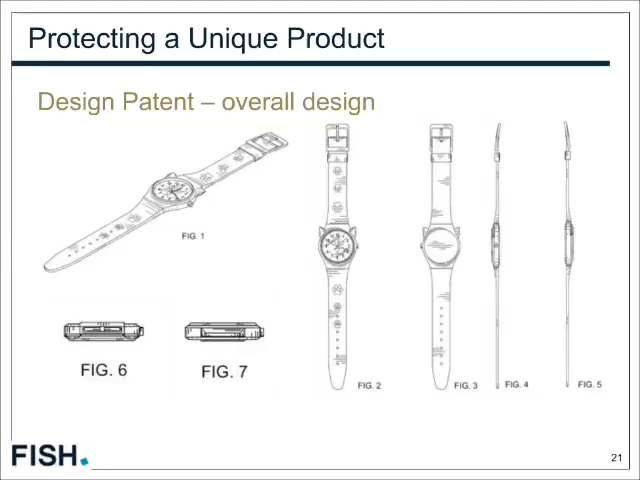 Protecting a Unique Product
Design Patent – overall design
FIG. 1
FIG. 6
FIG. 7
FIG. 2
FIG. 3
FIG. 4
FIG. 5
FISH.
21